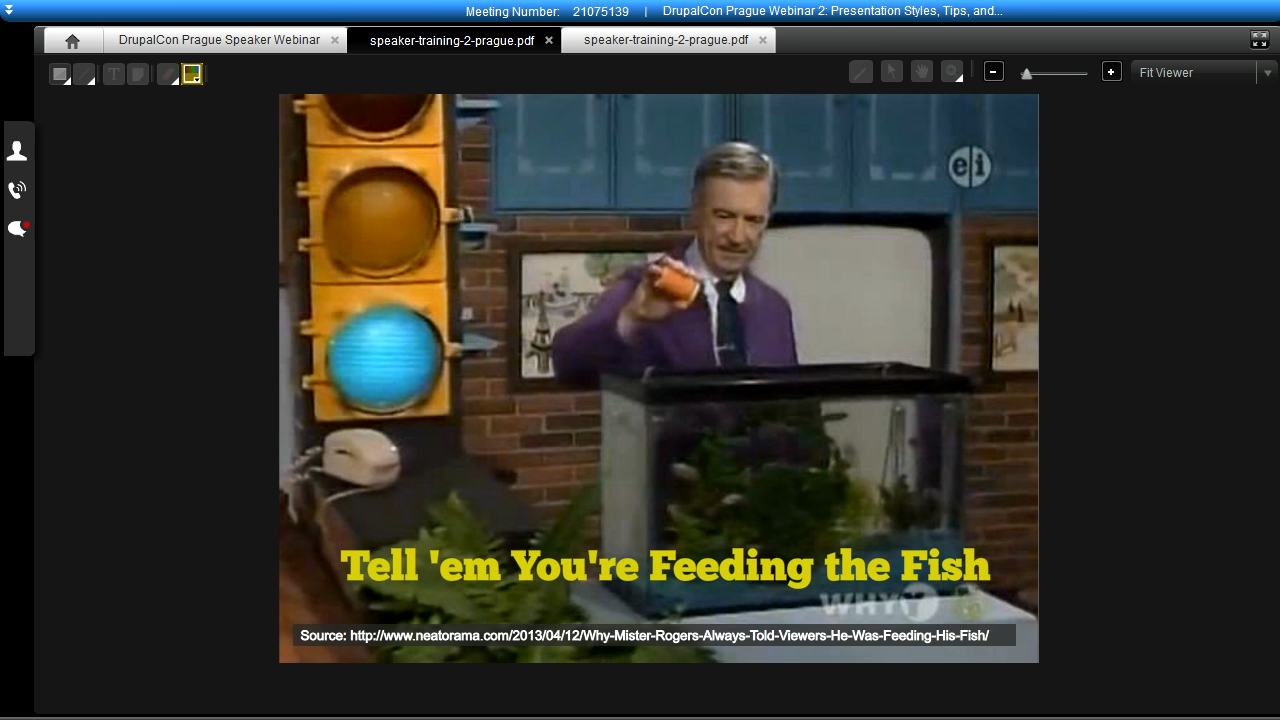 Meeting Number: 21075139 | DrupalCon Prague Webinar 2: Presentation Styles, Tips, and...
DrupalCon Prague Speaker Webinar
speaker-training-2-prague.pdf
speaker-training-2-prague.pdf
T
Fit Viewer
e|i
Tell 'em You're Feeding the Fish
WHYY
Source: http://www.neatorama.com/2013/04/12/Why-Mister-Rogers-Always-Told-Viewers-He-Was-Feeding-His-Fish/